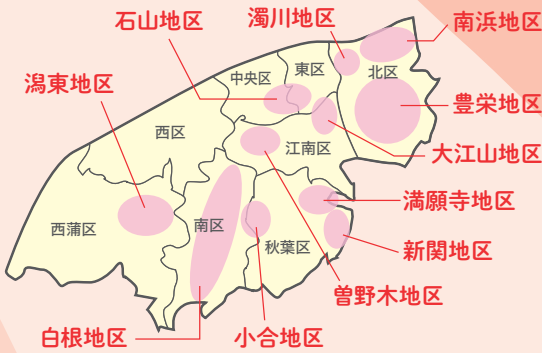 石山地区
濁川地区
南浜地区
潟東地区
中央区
東区
北区
豊栄地区
西区
江南区
大江山地区
満願寺地区
西蒲区
南区
秋葉区
新関地区
曽野木地区
白根地区
小合地区